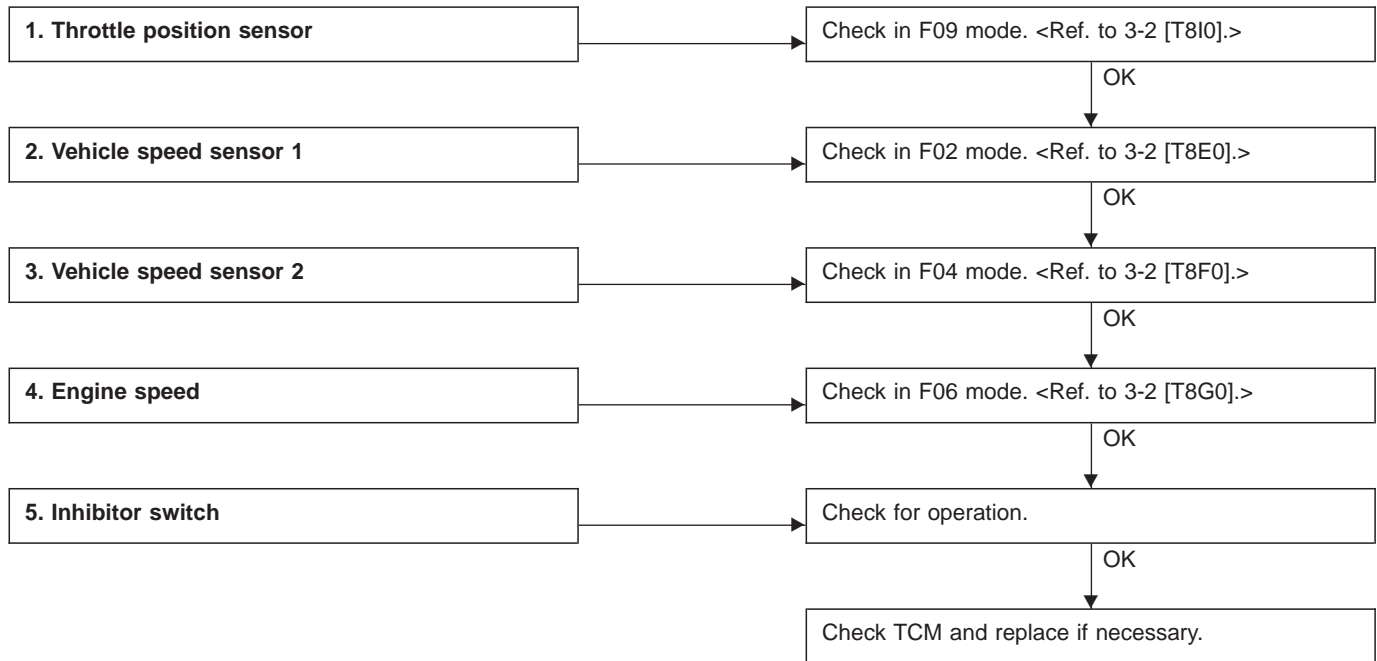 1. Throttle position sensor
Check in F09 mode. <Ref. to 3-2 [T8I0].>
OK
2. Vehicle speed sensor 1
Check in F02 mode. <Ref. to 3-2 [T8E0].>
OK
3. Vehicle speed sensor 2
Check in F04 mode. <Ref. to 3-2 [T8F0].>
OK
4. Engine speed
Check in F06 mode. <Ref. to 3-2 [T8G0].>
OK
5. Inhibitor switch
Check for operation.
OK
Check TCM and replace if necessary.